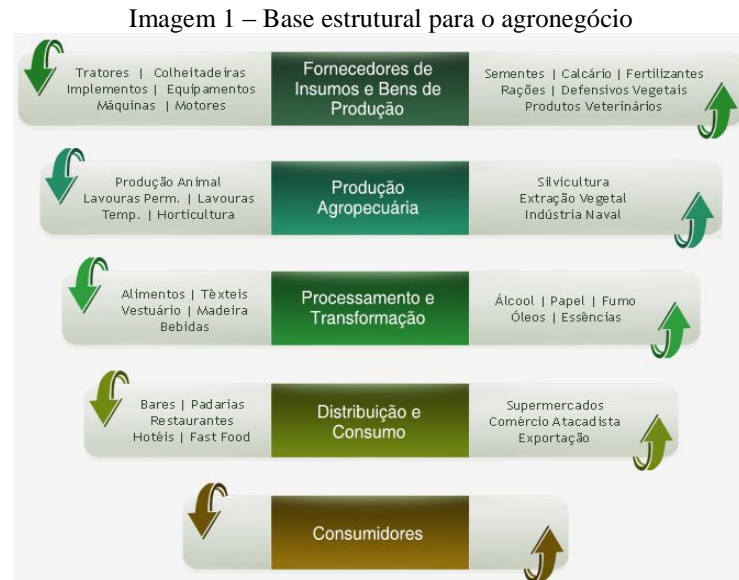 Imagem 1 – Base estrutural para o agronegócio
Tratores | Colheitadeiras
Implementos | Equipamentos
Máquinas | Motores
Fornecedores de
Insumos e Bens de
Produção
Sementes | Calcário | Fertilizantes
Rações | Defensivos Vegetais
Produtos Veterinários
Produção Animal
Lavouras Perm. | Lavouras
Temp. | Horticultura
Produção
Agropecuária
Silvicultura
Extração Vegetal
Indústria Naval
Alimentos | Têxteis
Vestuário | Madeira
Bebidas
Processamento e
Transformação
Álcool | Papel | Fumo
Óleos | Essências
Bares | Padarias
Restaurantes
Hotéis | Fast Food
Distribuição e
Consumo
Supermercados
Comércio Atacadista
Exportação
Consumidores